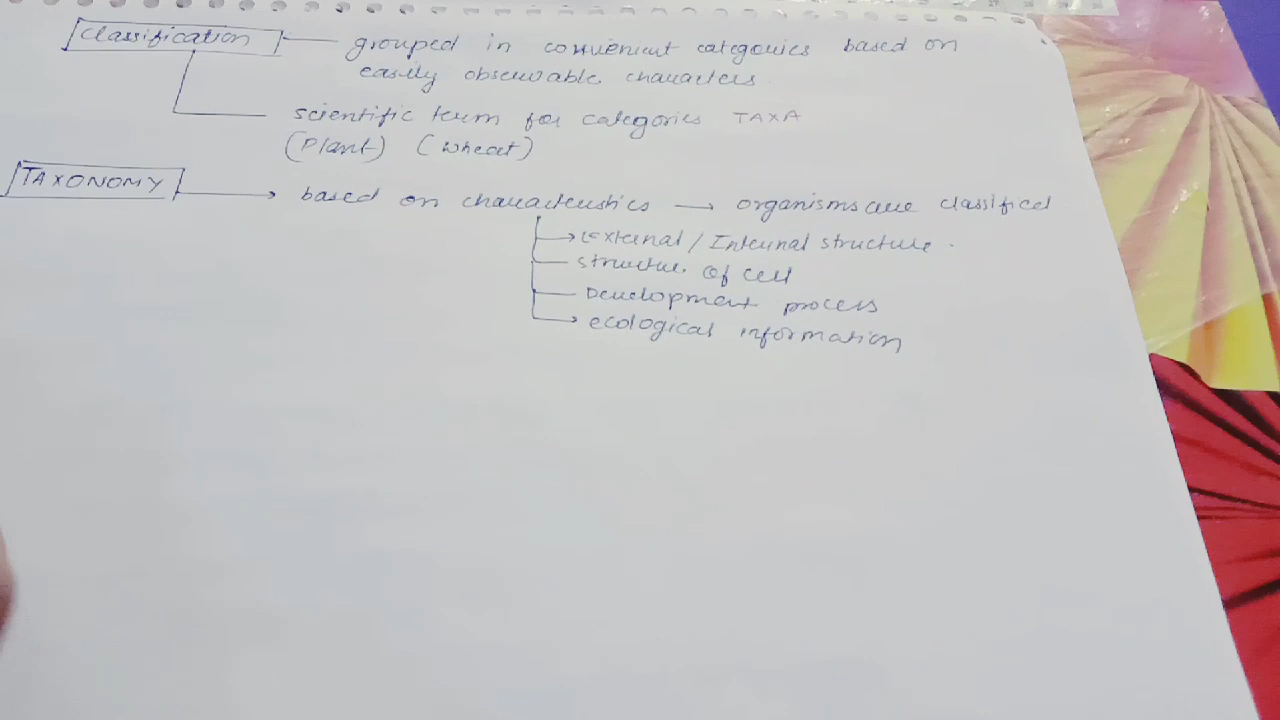 Classification
grouped in convenient categories based on
easily observable characters
scientific term for categories TAXA
(Plant) (Wheat)
TAXONOMY
based on characteristics → organisms are classified
External / Internal structure.
structure of cell
Development process
ecological information